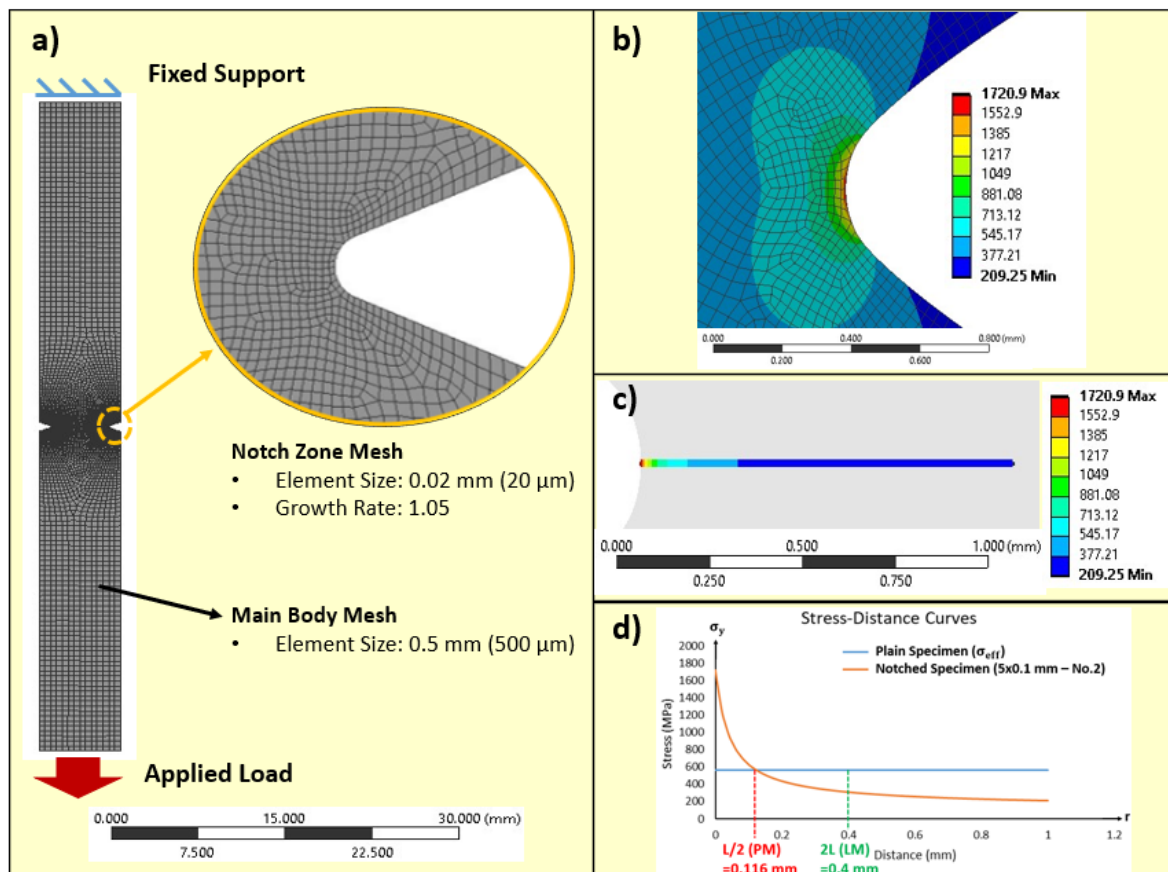 a)
Fixed Support
Notch Zone Mesh
• Element Size: 0.02 mm (20 µm)
• Growth Rate: 1.05
Main Body Mesh
• Element Size: 0.5 mm (500 µm)
Applied Load
0.000 15.000 30.000 (mm)
7.500 22.500
b)
1720.9 Max
1552.9
1385
1217
1049
881.08
713.12
545.17
377.21
209.25 Min
0.000 0.400 0.800 (mm)
0.200 0.600
c)
1720.9 Max
1552.9
1385
1217
1049
881.08
713.12
545.17
377.21
209.25 Min
0.000 0.500 1.000 (mm)
0.250 0.750
d)
Stress-Distance Curves
σy
Plain Specimen (σeff)
Notched Specimen (5x0.1 mm – No.2)
Stress (MPa)
2000
1800
1600
1400
1200
1000
800
600
400
200
0
0 0.2 0.4 0.6 0.8 1 1.2
r
Distance (mm)
L/2 (PM)
=0.116 mm
2L (LM)
=0.4 mm